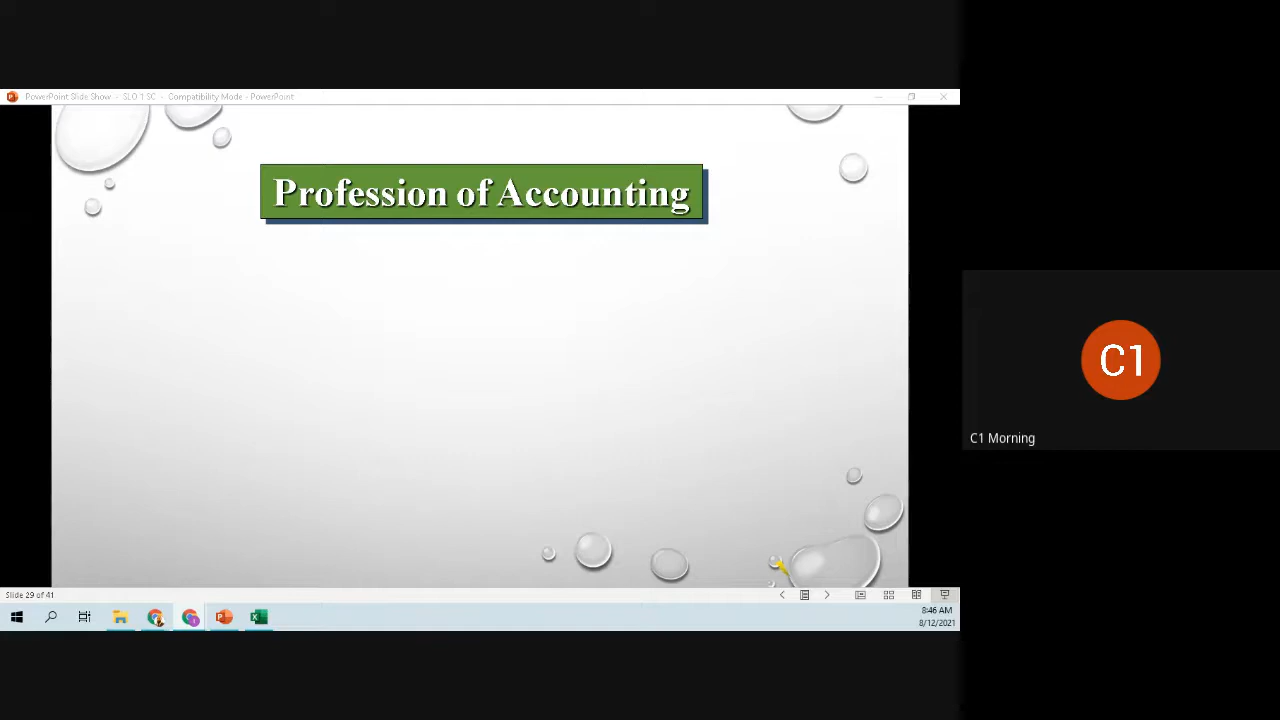 PowerPoint Slide Show - SLO 1 SC - Compatibility Mode - PowerPoint
Profession of Accounting
C1
C1 Morning
Slide 29 of 41
8:46 AM
8/12/2021